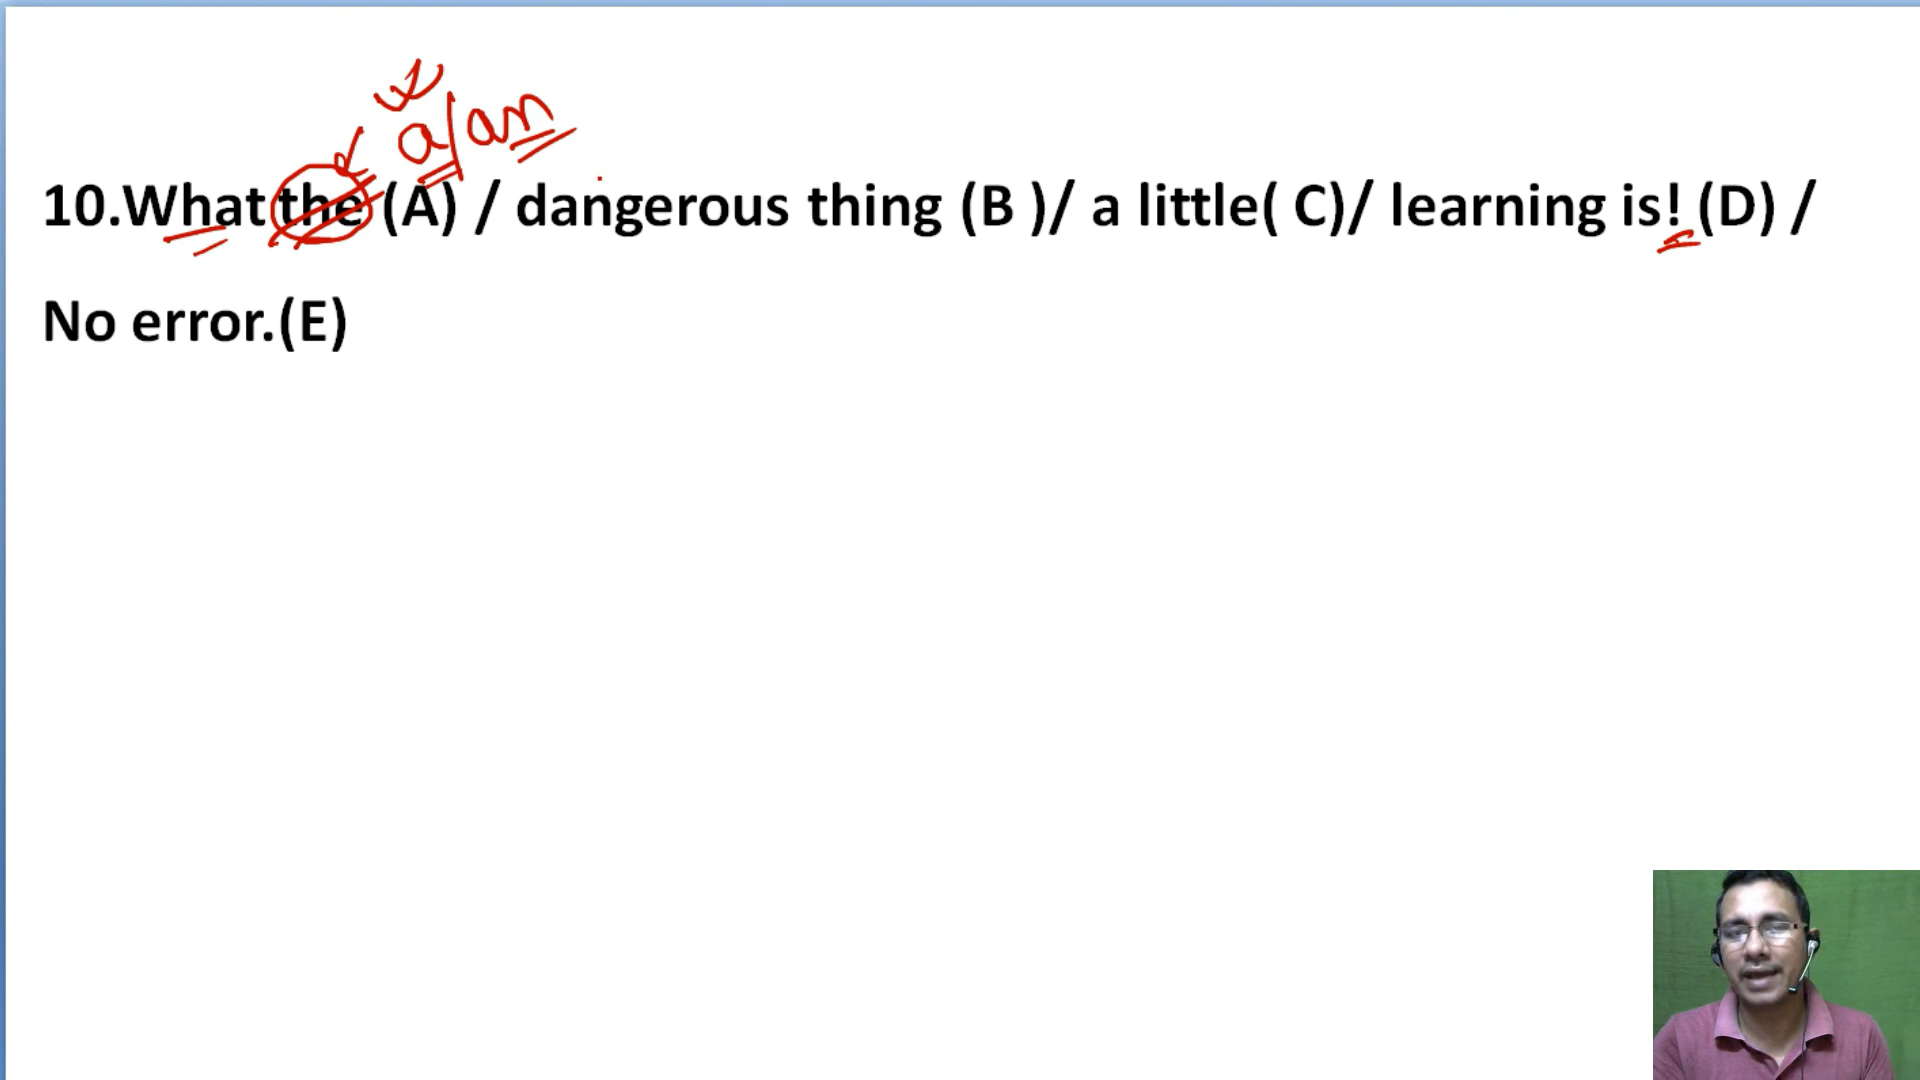 a/an
10.What the (A) / dangerous thing (B )/ a little( C)/ learning is! (D) /
No error.(E)